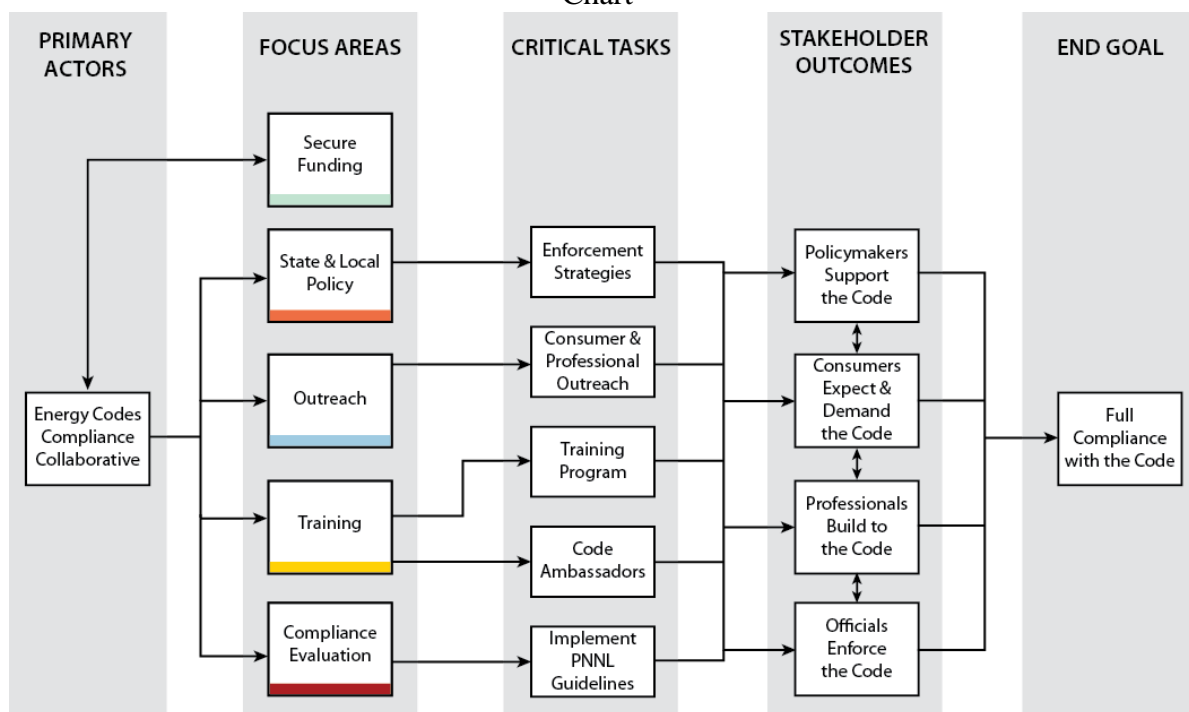 Chart
PRIMARY
ACTORS
FOCUS AREAS
CRITICAL TASKS
STAKEHOLDER
OUTCOMES
END GOAL
Secure
Funding
State & Local
Policy
Outreach
Training
Compliance
Evaluation
Energy Codes
Compliance
Collaborative
Enforcement
Strategies
Consumer &
Professional
Outreach
Training
Program
Code
Ambassadors
Implement
PNNL
Guidelines
Policymakers
Support
the Code
Consumers
Expect &
Demand
the Code
Professionals
Build to
the Code
Officials
Enforce
the Code
Full
Compliance
with the Code